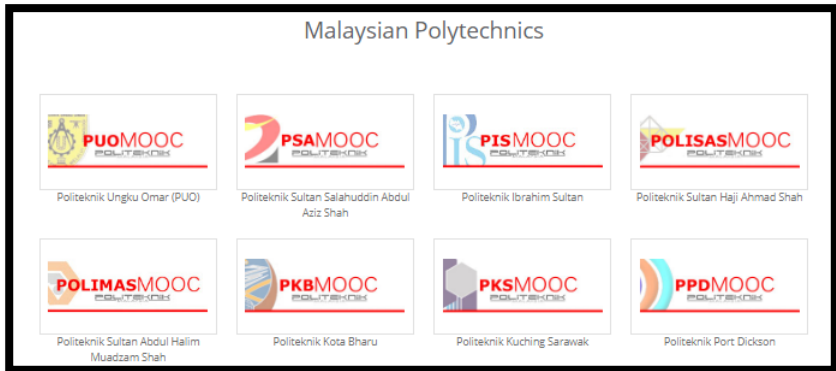 Malaysian Polytechnics
PUOMOOC
POLITEKNIK
PSAMOOC
POLITEKNIK
PISMOOC
POLITEKNIK
POLISASMOOC
POLITEKNIK
Politeknik Ungku Omar (PUO)
Politeknik Sultan Salahuddin Abdul
Aziz Shah
Politeknik Ibrahim Sultan
Politeknik Sultan Haji Ahmad Shah
POLIMASMOOC
POLITEKNIK
PKBMOOC
POLITEKNIK
PKSMOOC
POLITEKNIK
PPDMOOC
POLITEKNIK
Politeknik Sultan Abdul Halim
Muadzam Shah
Politeknik Kota Bharu
Politeknik Kuching Sarawak
Politeknik Port Dickson